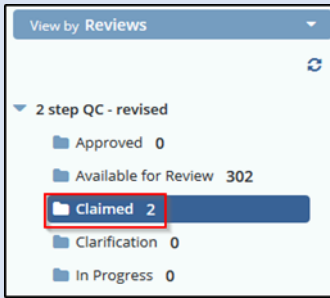 View by Reviews
2 step QC - revised
Approved 0
Available for Review 302
Claimed 2
Clarification 0
In Progress 0